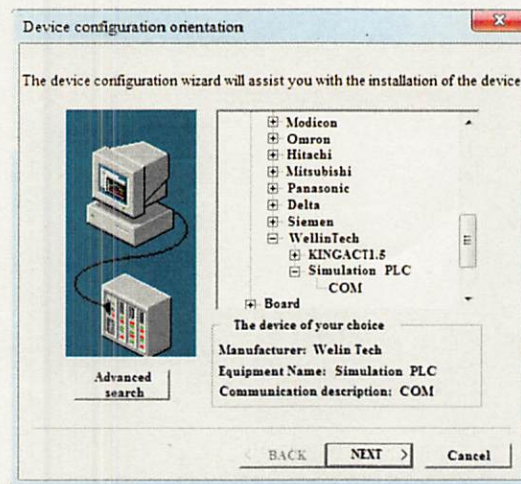 Device configuration orientation
The device configuration wizard will assist you with the installation of the device
Modicon
Omron
Hitachi
Mitsubishi
Panasonic
Delta
Siemen
WellinTech
KINGACT1.5
Simulation PLC
COM
Board
The device of your choice
Manufacturer: Welin Tech
Equipment Name: Simulation PLC
Communication description: COM
Advanced
search
< BACK
NEXT >
Cancel